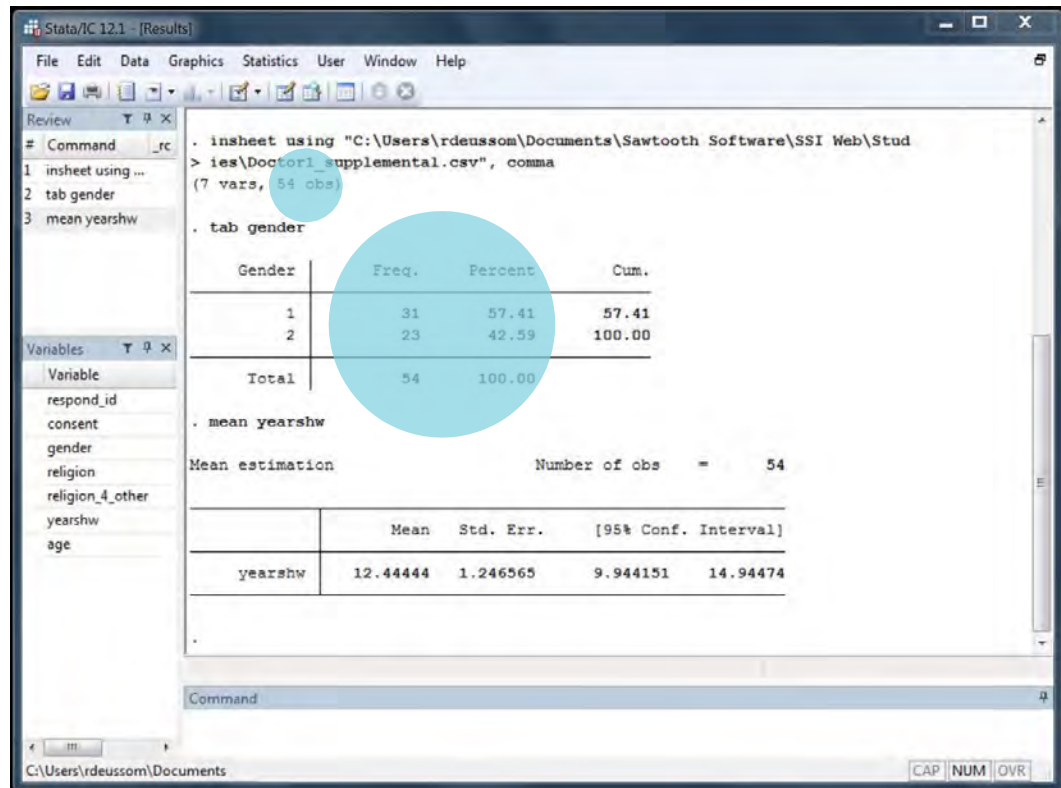 Stata/IC 12.1 - [Results]
File Edit Data Graphics Statistics User Window Help
Review
# Command _rc
1 insheet using ...
2 tab gender
3 mean yearshw
Variables
Variable
respond_id
consent
gender
religion
religion_4_other
yearshw
age
. insheet using "C:\Users\rdeussom\Documents\Sawtooth Software\SSI Web\Stud
> ies\Doctor1_supplemental.csv", comma
(7 vars, 54 obs)
. tab gender
Gender Freq. Percent Cum.
1 31 57.41 57.41
2 23 42.59 100.00
Total 54 100.00
. mean yearshw
Mean estimation Number of obs = 54
Mean Std. Err. [95% Conf. Interval]
yearshw 12.44444 1.246565 9.944151 14.94474
.
Command
C:\Users\rdeussom\Documents
CAP NUM OVR